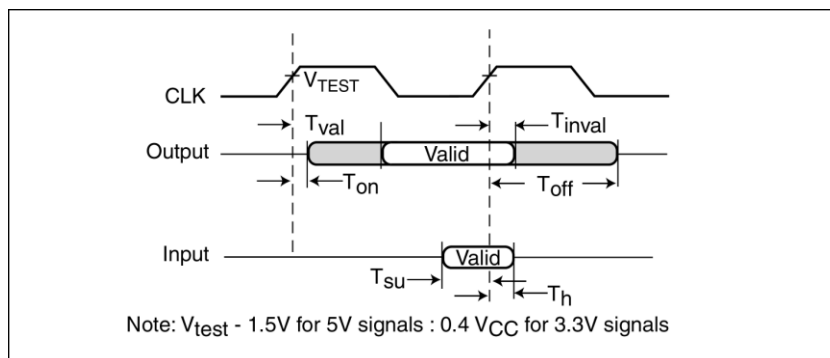 VTEST
CLK
Tval
Tinval
Output
Valid
Ton
Toff
Input
Valid
Tsu
Th
Note: Vtest - 1.5V for 5V signals : 0.4 VCC for 3.3V signals